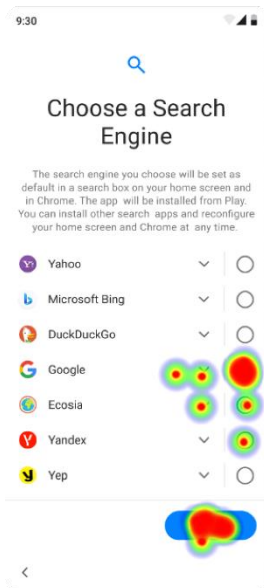 9:30
Choose a Search
Engine
The search engine you choose will be set as
default in a search box on your home screen and
in Chrome. The app will be installed from Play.
You can install other search apps and reconfigure
your home screen and Chrome at any time.
Yahoo
Microsoft Bing
DuckDuckGo
Google
Ecosia
Yandex
Yep